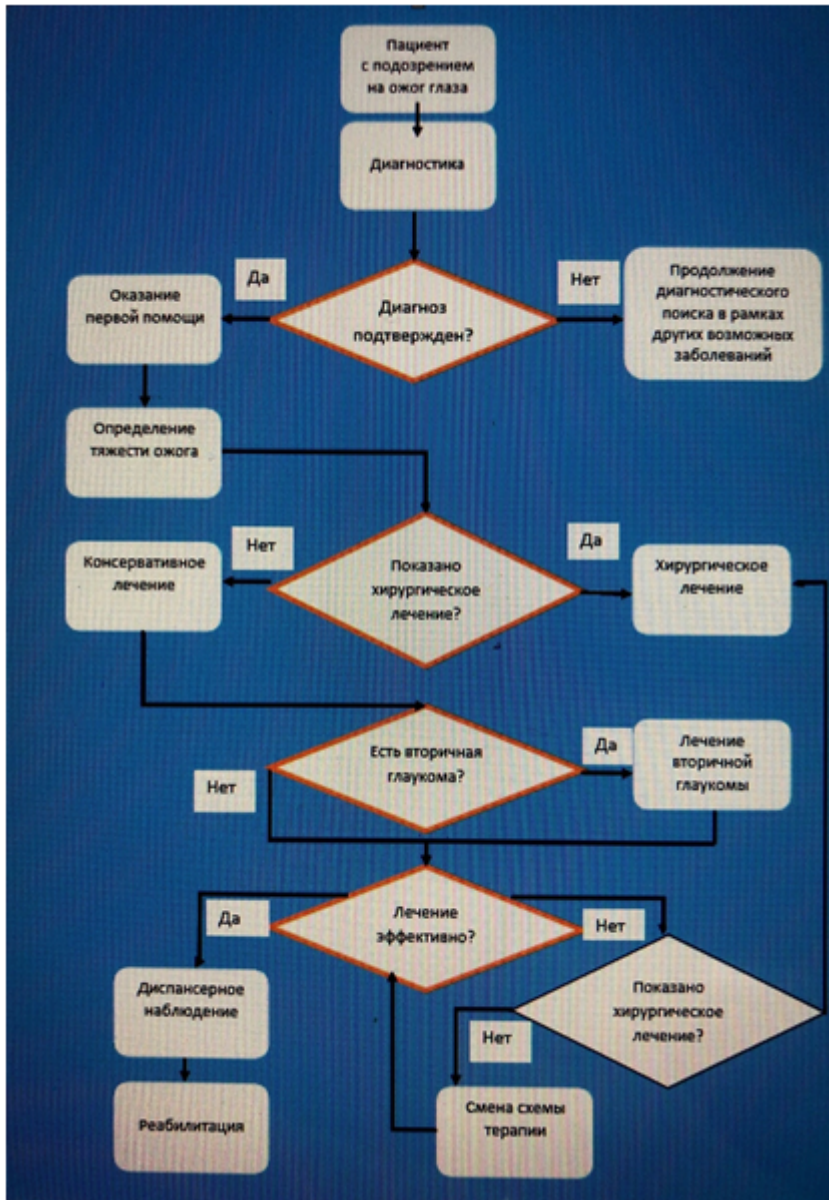 Пациент
с подозрением
на ожог глаза
Диагностика
Да
Нет
Диагноз
подтвержден?
Оказание
первой помощи
Продолжение
диагностического
поиска в рамках
других возможных
заболеваний
Определение
тяжести ожога
Нет
Да
Консервативное
лечение
Показано
хирургическое
лечение?
Хирургическое
лечение
Есть вторичная
глаукома?
Да
Лечение
вторичной
глаукомы
Нет
Лечение
эффективно?
Да
Нет
Диспансерное
наблюдение
Показано
хирургическое
лечение?
Нет
Реабилитация
Смена схемы
терапии